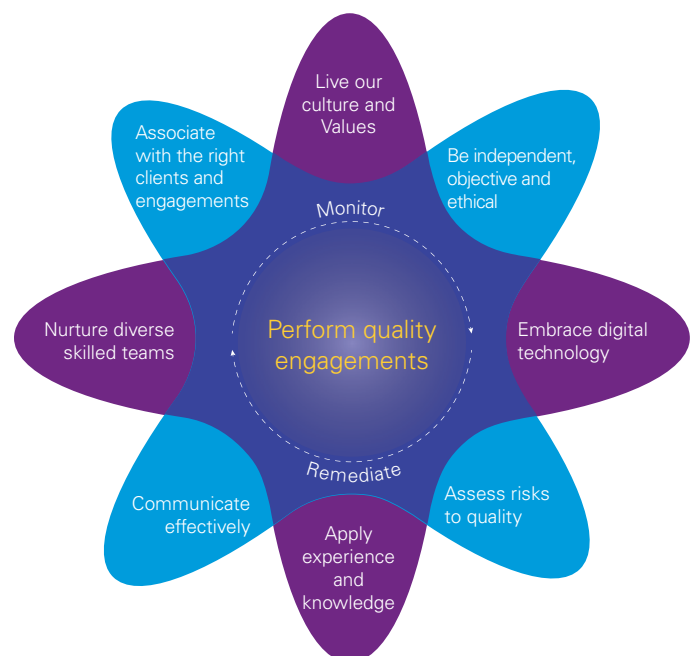 Live our
culture and
Values
Associate
with the right
clients and
engagements
Be independent,
objective and
ethical
Monitor
Nurture diverse
skilled teams
Perform quality
engagements
Embrace digital
technology
Remediate
Communicate
effectively
Assess risks
to quality
Apply
experience
and
knowledge